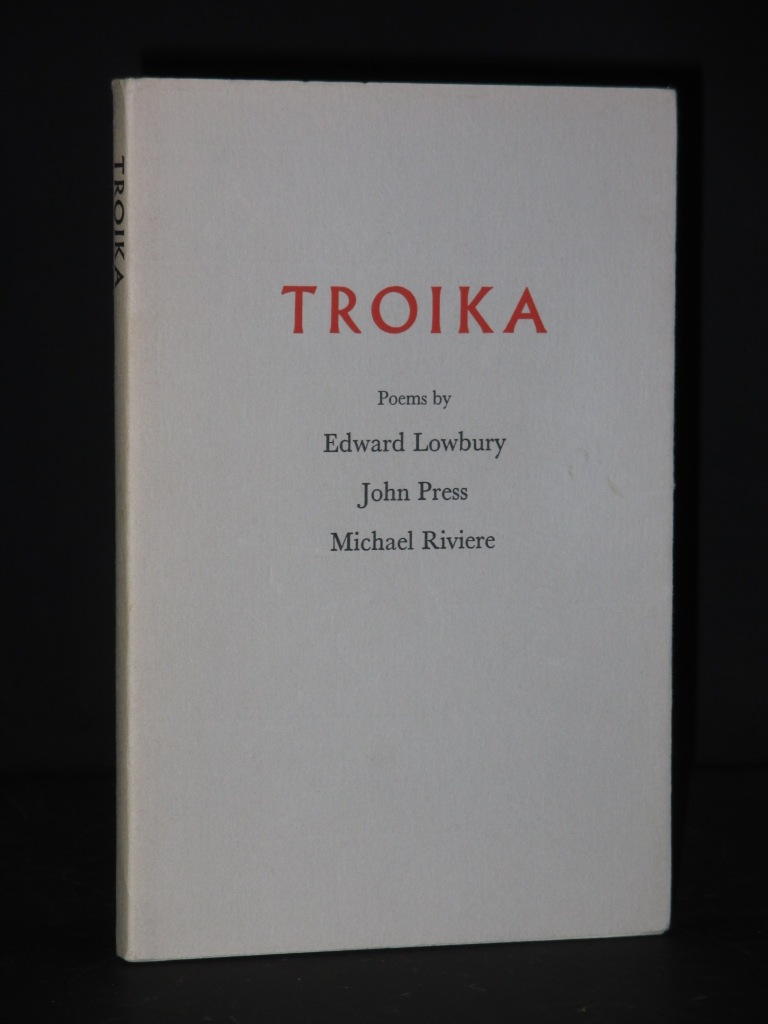 TROIKA
TROIKA
Poems by
Edward Lowbury
John Press
Michael Riviere